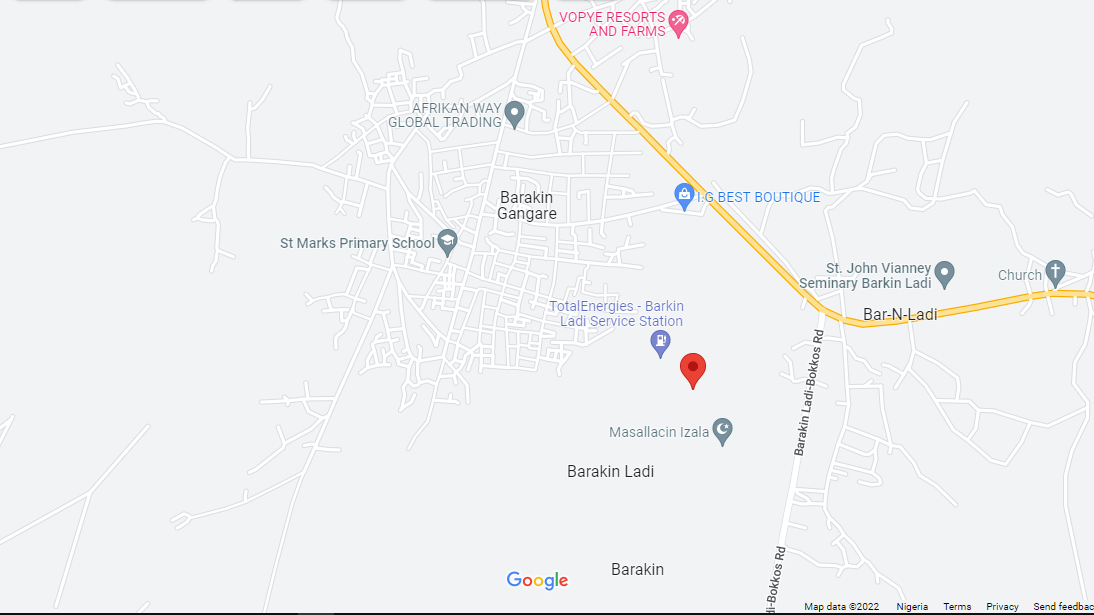 VOPYE RESORTS
AND FARMS
AFRIKAN WAY
GLOBAL TRADING
Barakin
Gangare
I.G BEST BOUTIQUE
St Marks Primary School
St. John Vianney
Seminary Barkin Ladi
Church
TotalEnergies - Barkin
Ladi Service Station
Bar-N-Ladi
Barakin Ladi-Bokkos Rd
Masallacin Izala
Barakin Ladi
Barakin
di-Bokkos Rd
Google
Map data ©2022 Nigeria Terms Privacy Send feedbac